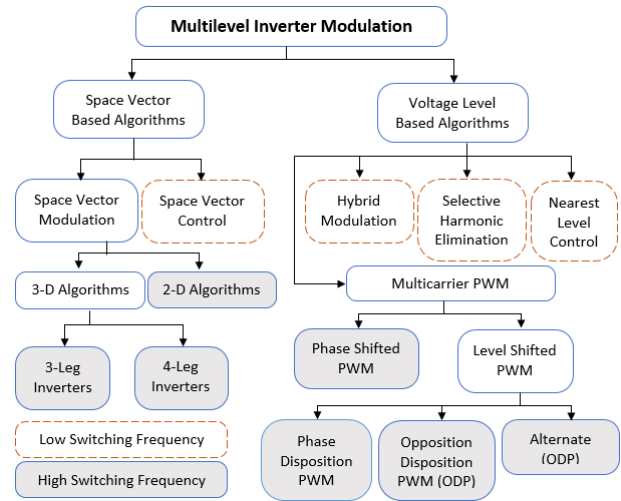 Multilevel Inverter Modulation
Space Vector
Based Algorithms
Voltage Level
Based Algorithms
Space Vector
Modulation
Space Vector
Control
Hybrid
Modulation
Selective
Harmonic
Elimination
Nearest
Level
Control
3-D Algorithms
2-D Algorithms
Multicarrier PWM
3-Leg
Inverters
4-Leg
Inverters
Phase Shifted
PWM
Level Shifted
PWM
Low Switching Frequency
High Switching Frequency
Phase
Disposition
PWM
Opposition
Disposition
PWM (ODP)
Alternate
(ODP)